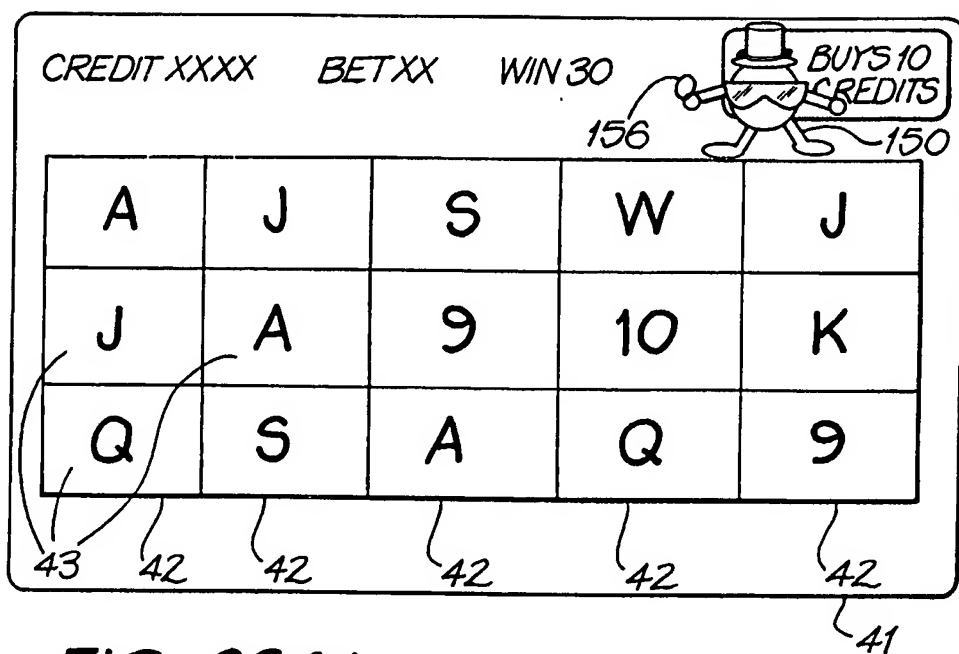 CREDIT XXXX BET XX WIN 30 BUYS 10
CREDITS
156
150
A J S W J
J A 9 10 K
Q S A Q 9
43 42 42 42 42 42
41